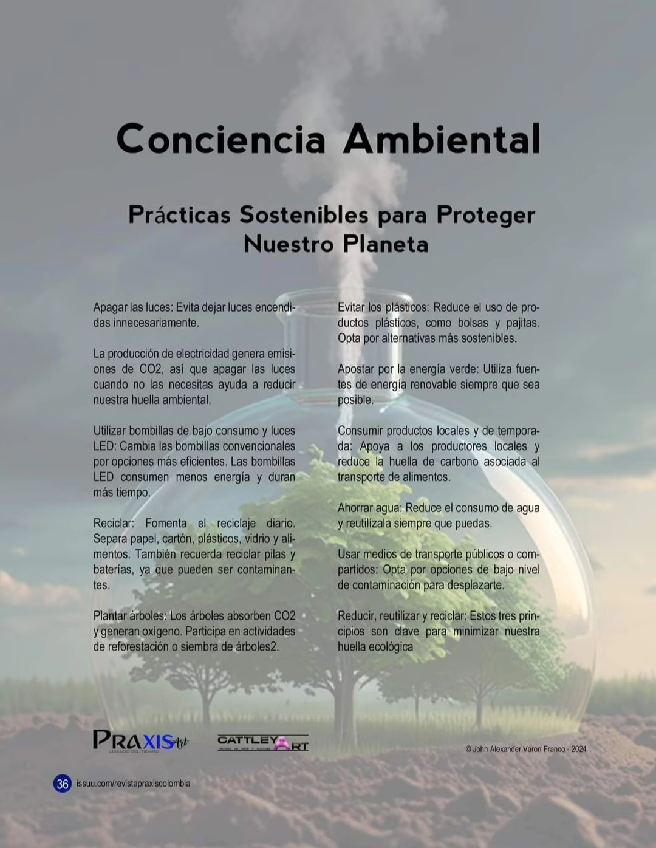 Conciencia Ambiental
Prácticas Sostenibles para Proteger
Nuestro Planeta
Apagar las luces: Evita dejar luces encendi-
das innecesariamente.
La producción de electricidad genera emisi-
ones de CO2, así que apagar las luces
cuando no las necesitas ayuda a reducir
nuestra huella ambiental.
Utilizar bombillas de bajo consumo y luces
LED: Cambia las bombillas convencionales
por opciones más eficientes. Las bombillas
LED consumen menos energía y duran
más tiempo.
Reciclar: Fomenta el reciclaje diario.
Separa papel, cartón, plásticos, vidrio y ali-
mentos. También recuerda reciclar pilas y
baterías, ya que pueden ser contaminan-
tes.
Plantar árboles: Los árboles absorben CO2
y generan oxígeno. Participa en actividades
de reforestación o siembra de árboles2.
Evitar los plásticos: Reduce el uso de pro-
ductos plásticos, como bolsas y pajitas.
Opta por alternativas más sostenibles.
Apostar por la energía verde: Utiliza fuen-
tes de energía renovable siempre que sea
posible.
Consumir productos locales y de tempora-
da: Apoya a los productores locales y
reduce la huella de carbono asociada al
transporte de alimentos.
Ahorrar agua: Reduce el consumo de agua
y reutilízala siempre que puedas.
Usar medios de transporte públicos o com-
partidos: Opta por opciones de bajo nivel
de contaminación para desplazarte.
Reducir, reutilizar y reciclar: Estos tres prin-
cipios son clave para minimizar nuestra
huella ecológica
PRAXIS Art
CATTLEY ART
© John Alexander Varon Franco - 2024
36 issuu.com/revistapraxiscolombia